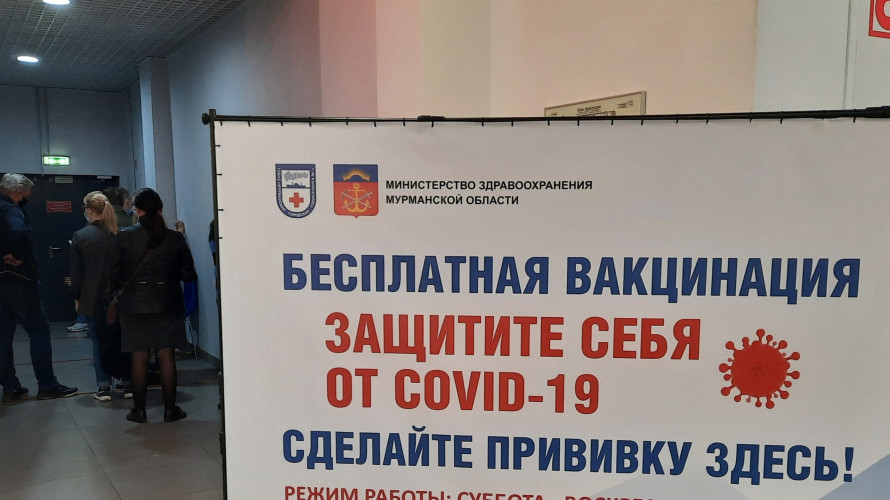 МИНИСТЕРСТВО ЗДРАВООХРАНЕНИЯ
МУРМАНСКОЙ ОБЛАСТИ
БЕСПЛАТНАЯ ВАКЦИНАЦИЯ
ЗАЩИТИТЕ СЕБЯ
ОТ COVID-19
СДЕЛАЙТЕ ПРИВИВКУ ЗДЕСЬ!
РЕЖИМ РАБОТЫ: СУББОТА -